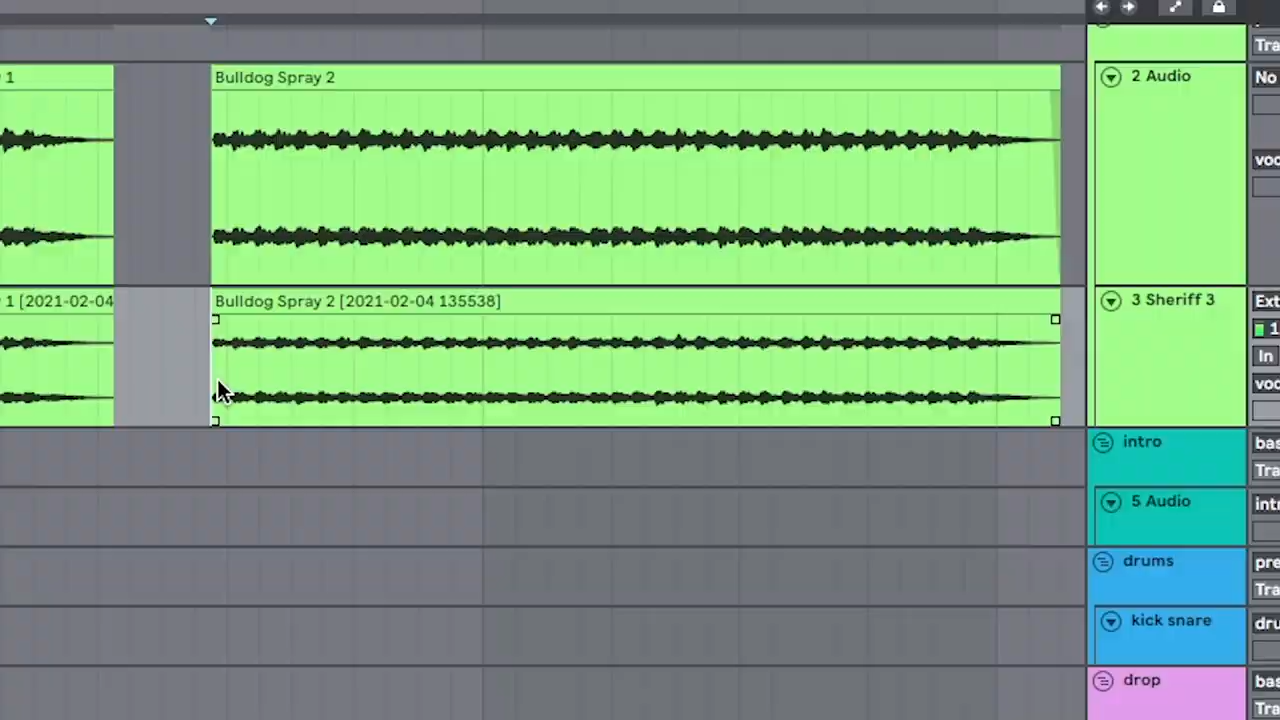 Tra
1
Bulldog Spray 2
2 Audio
No
voc
1 [2021-02-04
Bulldog Spray 2 [2021-02-04 135538]
3 Sheriff 3
Ext
1
In
voc
intro
bas
Tra
5 Audio
intr
drums
pre
Tra
kick snare
dru
drop
bas
Tra